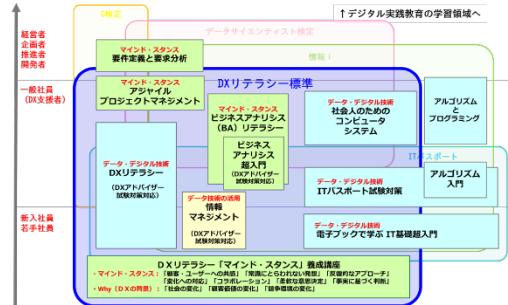 G検定
↑デジタル実践教育の学習領域へ
データサイエンティスト検定
情報Ⅰ
経営者
企画者
推進者
開発者
マインド・スタンス
要件定義と要求分析
一般社員
(DX支援者)
マインド・スタンス
アジャイル
プロジェクトマネジメント
DXリテラシー標準
マインド・スタンス
ビジネスアナリシス
(BA)リテラシー
ビジネス
アナリシス
超入門
(DXアドバイザー
試験対策対応)
データ・デジタル技術
社会人のための
コンピュータ
システム
アルゴリズム
と
プログラミング
ITパスポート
データ・デジタル技術
DXリテラシー
(DXアドバイザー
試験対策対応)
データ・デジタル技術
ITパスポート試験対策
アルゴリズム
入門
データ技術の活用
情報
マネジメント
(DXアドバイザー
試験対策対応)
新入社員
若手社員
データ・デジタル技術
電子ブックで学ぶ IT基礎超入門
DXリテラシー「マインド・スタンス」養成講座
・マインド・スタンス:「顧客・ユーザーへの共感」「常識にとらわれない発想」「反復的なアプローチ」
「変化への対応」「コラボレーション」「柔軟な意思決定」「事実に基づく判断」
・Why(DXの背景):「社会の変化」「顧客価値の変化」「競争環境の変化」